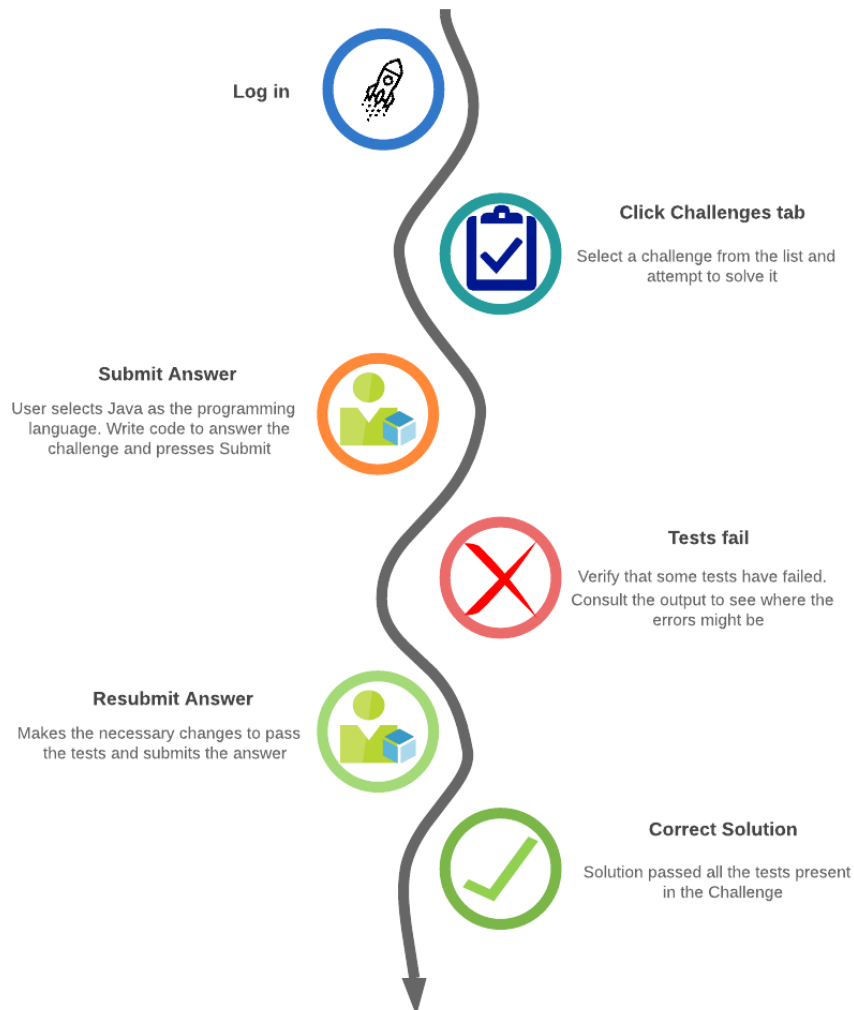 Log in
Click Challenges tab
Select a challenge from the list and
attempt to solve it
Submit Answer
User selects Java as the programming
language. Write code to answer the
challenge and presses Submit
Tests fail
Verify that some tests have failed.
Consult the output to see where the
errors might be
Resubmit Answer
Makes the necessary changes to pass
the tests and submits the answer
Correct Solution
Solution passed all the tests present
in the Challenge